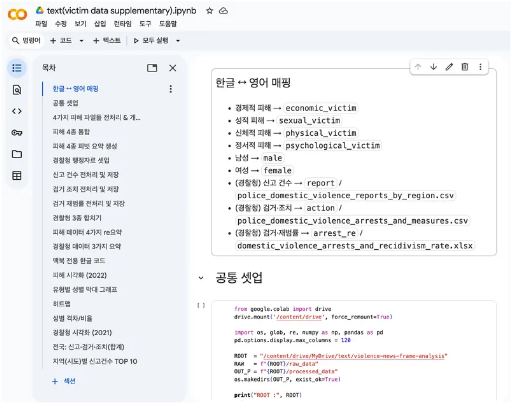 text(victim data supplementary).ipynb
파일 수정 보기 삽입 런타임 도구 도움말
명령어 + 코드 + 텍스트 모두 실행
목차
한글 ↔ 영어 매핑
공통 셋업
4가지 피해 파일들 전처리 & 개...
피해 4종 통합
피해 4종 피벗 요약 생성
경찰청 행정자료 셋업
신고 건수 전처리 및 저장
검거 조치 전처리 및 저장
검거 재범률 전처리 및 저장
경찰청 3종 합치기
피해 데이터 4가지 re요약
경찰청 데이터 3가지 요약
맥북 전용 한글 코드
피해 시각화 (2022)
유형별 성별 막대 그래프
히트맵
성별 격차/비율
경찰청 시각화 (2021)
전국: 신고·검거·조치(합계)
지역(시도)별 신고건수 TOP 10
+ 섹션
한글 ↔ 영어 매핑
• 경제적 피해 → economic_victim
• 성적 피해 → sexual_victim
• 신체적 피해 → physical_victim
• 정서적 피해 → psychological_victim
• 남성 → male
• 여성 → female
• (경찰청) 신고 건수 → report /
police_domestic_violence_reports_by_region.csv
• (경찰청) 검거·조치 → action /
police_domestic_violence_arrests_and_measures.csv
• (경찰청) 검거·재범률 → arrest_re /
domestic_violence_arrests_and_recidivism_rate.xlsx
공통 셋업
[ ]
from google.colab import drive
drive.mount('/content/drive', force_remount=True)
import os, glob, re, numpy as np, pandas as pd
pd.options.display.max_columns = 120
ROOT = "/content/drive/MyDrive/text/violence-news-frame-analysis"
RAW = f"{ROOT}/raw_data"
OUT_P = f"{ROOT}/processed_data"
os.makedirs(OUT_P, exist_ok=True)
print("ROOT :", ROOT)